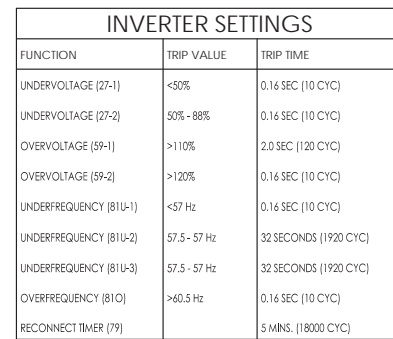 INVERTER SETTINGS
FUNCTION TRIP VALUE TRIP TIME
UNDERVOLTAGE (27-1) <50% 0.16 SEC (10 CYC)
UNDERVOLTAGE (27-2) 50% - 88% 0.16 SEC (10 CYC)
OVERVOLTAGE (59-1) >110% 2.0 SEC (120 CYC)
OVERVOLTAGE (59-2) >120% 0.16 SEC (10 CYC)
UNDERFREQUENCY (81U-1) <57 Hz 0.16 SEC (10 CYC)
UNDERFREQUENCY (81U-2) 57.5 - 57 Hz 32 SECONDS (1920 CYC)
UNDERFREQUENCY (81U-3) 57.5 - 57 Hz 32 SECONDS (1920 CYC)
OVERFREQUENCY (81O) >60.5 Hz 0.16 SEC (10 CYC)
RECONNECT TIMER (79) 5 MINS. (18000 CYC)